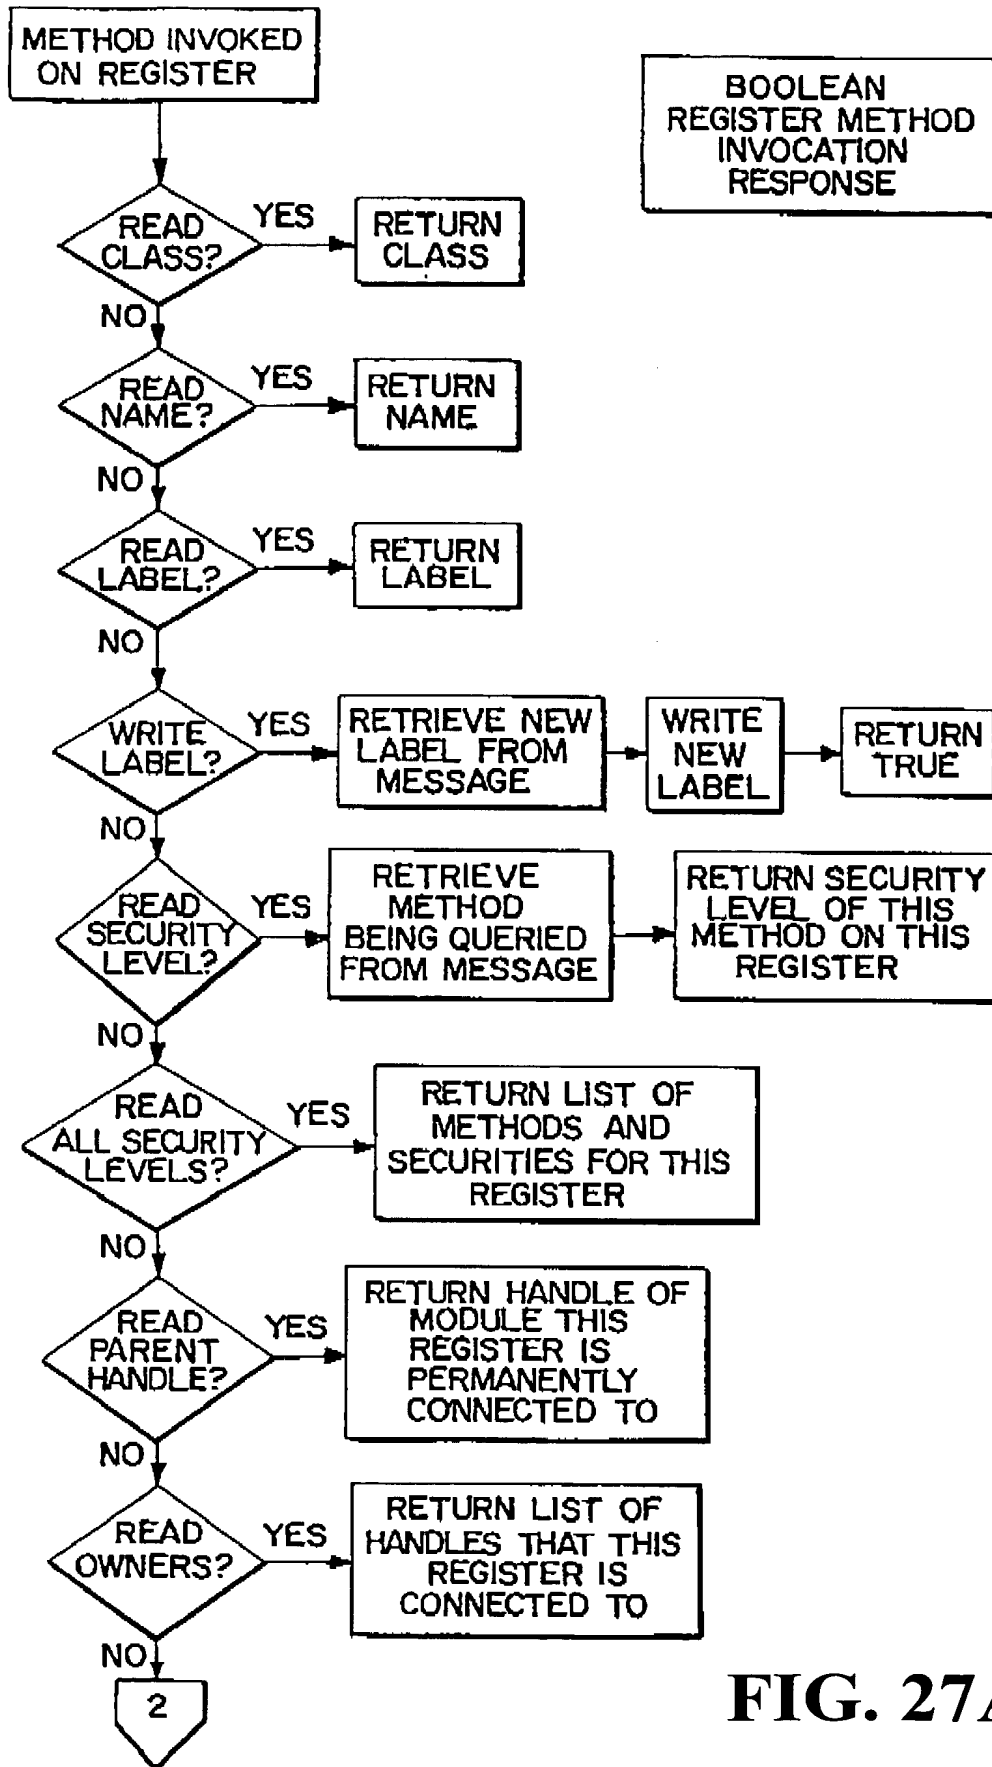 METHOD INVOKED
ON REGISTER
BOOLEAN
REGISTER METHOD
INVOCATION
RESPONSE
READ
CLASS?
YES
RETURN
CLASS
NO
READ
NAME?
YES
RETURN
NAME
NO
READ
LABEL?
YES
RETURN
LABEL
NO
WRITE
LABEL?
YES
RETRIEVE NEW
LABEL FROM
MESSAGE
WRITE
NEW
LABEL
RETURN
TRUE
NO
READ
SECURITY
LEVEL?
YES
RETRIEVE
METHOD
BEING QUERIED
FROM MESSAGE
RETURN SECURITY
LEVEL OF THIS
METHOD ON THIS
REGISTER
NO
READ
ALL SECURITY
LEVELS?
YES
RETURN LIST OF
METHODS AND
SECURITIES FOR THIS
REGISTER
NO
READ
PARENT
HANDLE?
YES
RETURN HANDLE OF
MODULE THIS
REGISTER IS
PERMANENTLY
CONNECTED TO
NO
READ
OWNERS?
YES
RETURN LIST OF
HANDLES THAT THIS
REGISTER IS
CONNECTED TO
NO
2
FIG. 27A